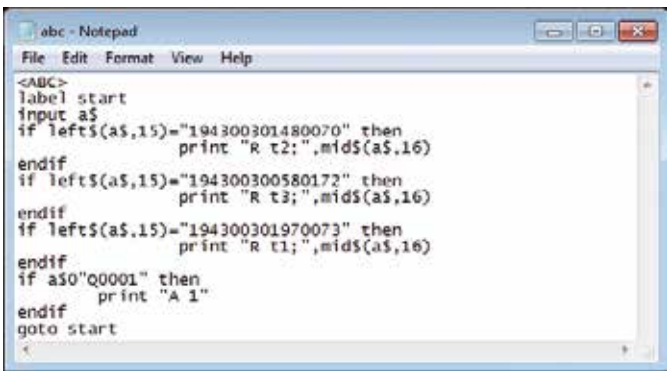 abc - Notepad
File Edit Format View Help
<ABC>
label start
input a$
if left$(a$,15)="194300301480070" then
print "R t2;",mid$(a$,16)
endif
if left$(a$,15)="194300300580172" then
print "R t3;",mid$(a$,16)
endif
if left$(a$,15)="194300301970073" then
print "R t1;",mid$(a$,16)
endif
if a$0"Q0001" then
print "A 1"
endif
goto start